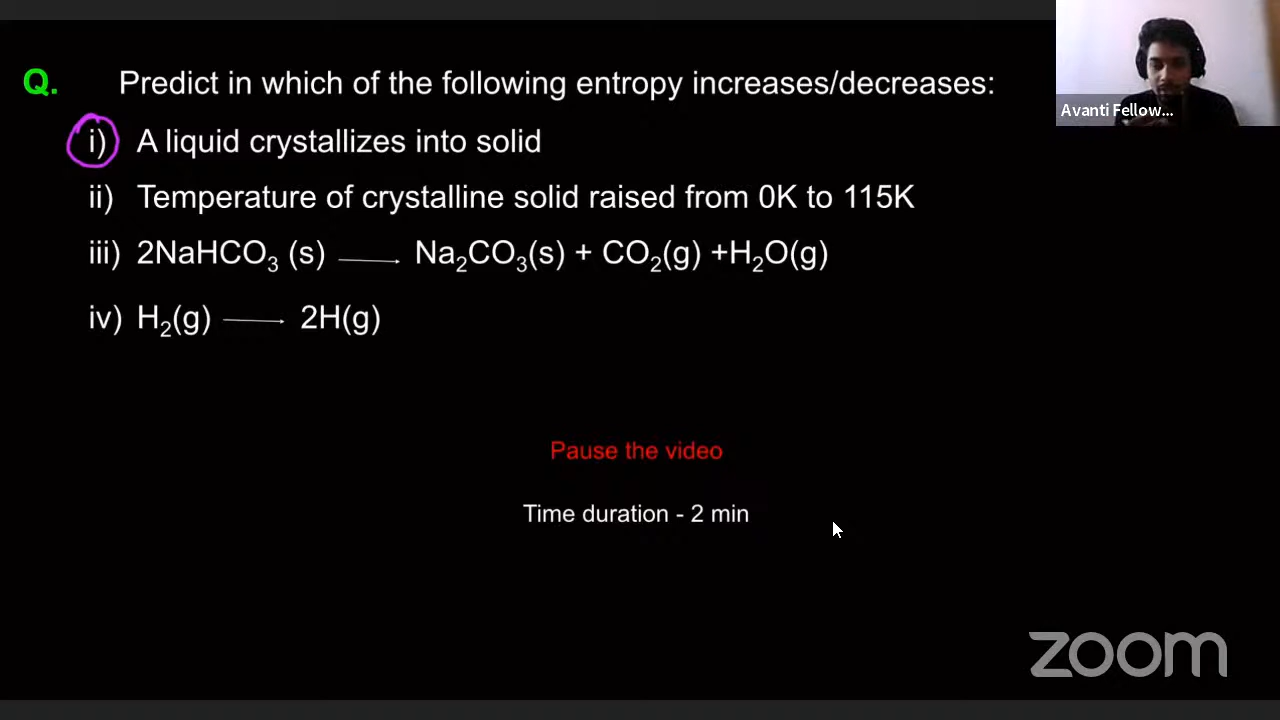 Q. Predict in which of the following entropy increases/decreases:
i) A liquid crystallizes into solid
ii) Temperature of crystalline solid raised from 0K to 115K
iii) 2NaHCO₃ (s) ⟶ Na₂CO₃(s) + CO₂(g) +H₂O(g)
iv) H₂(g) ⟶ 2H(g)
Pause the video
Time duration - 2 min
Avanti Fellow...
zoom